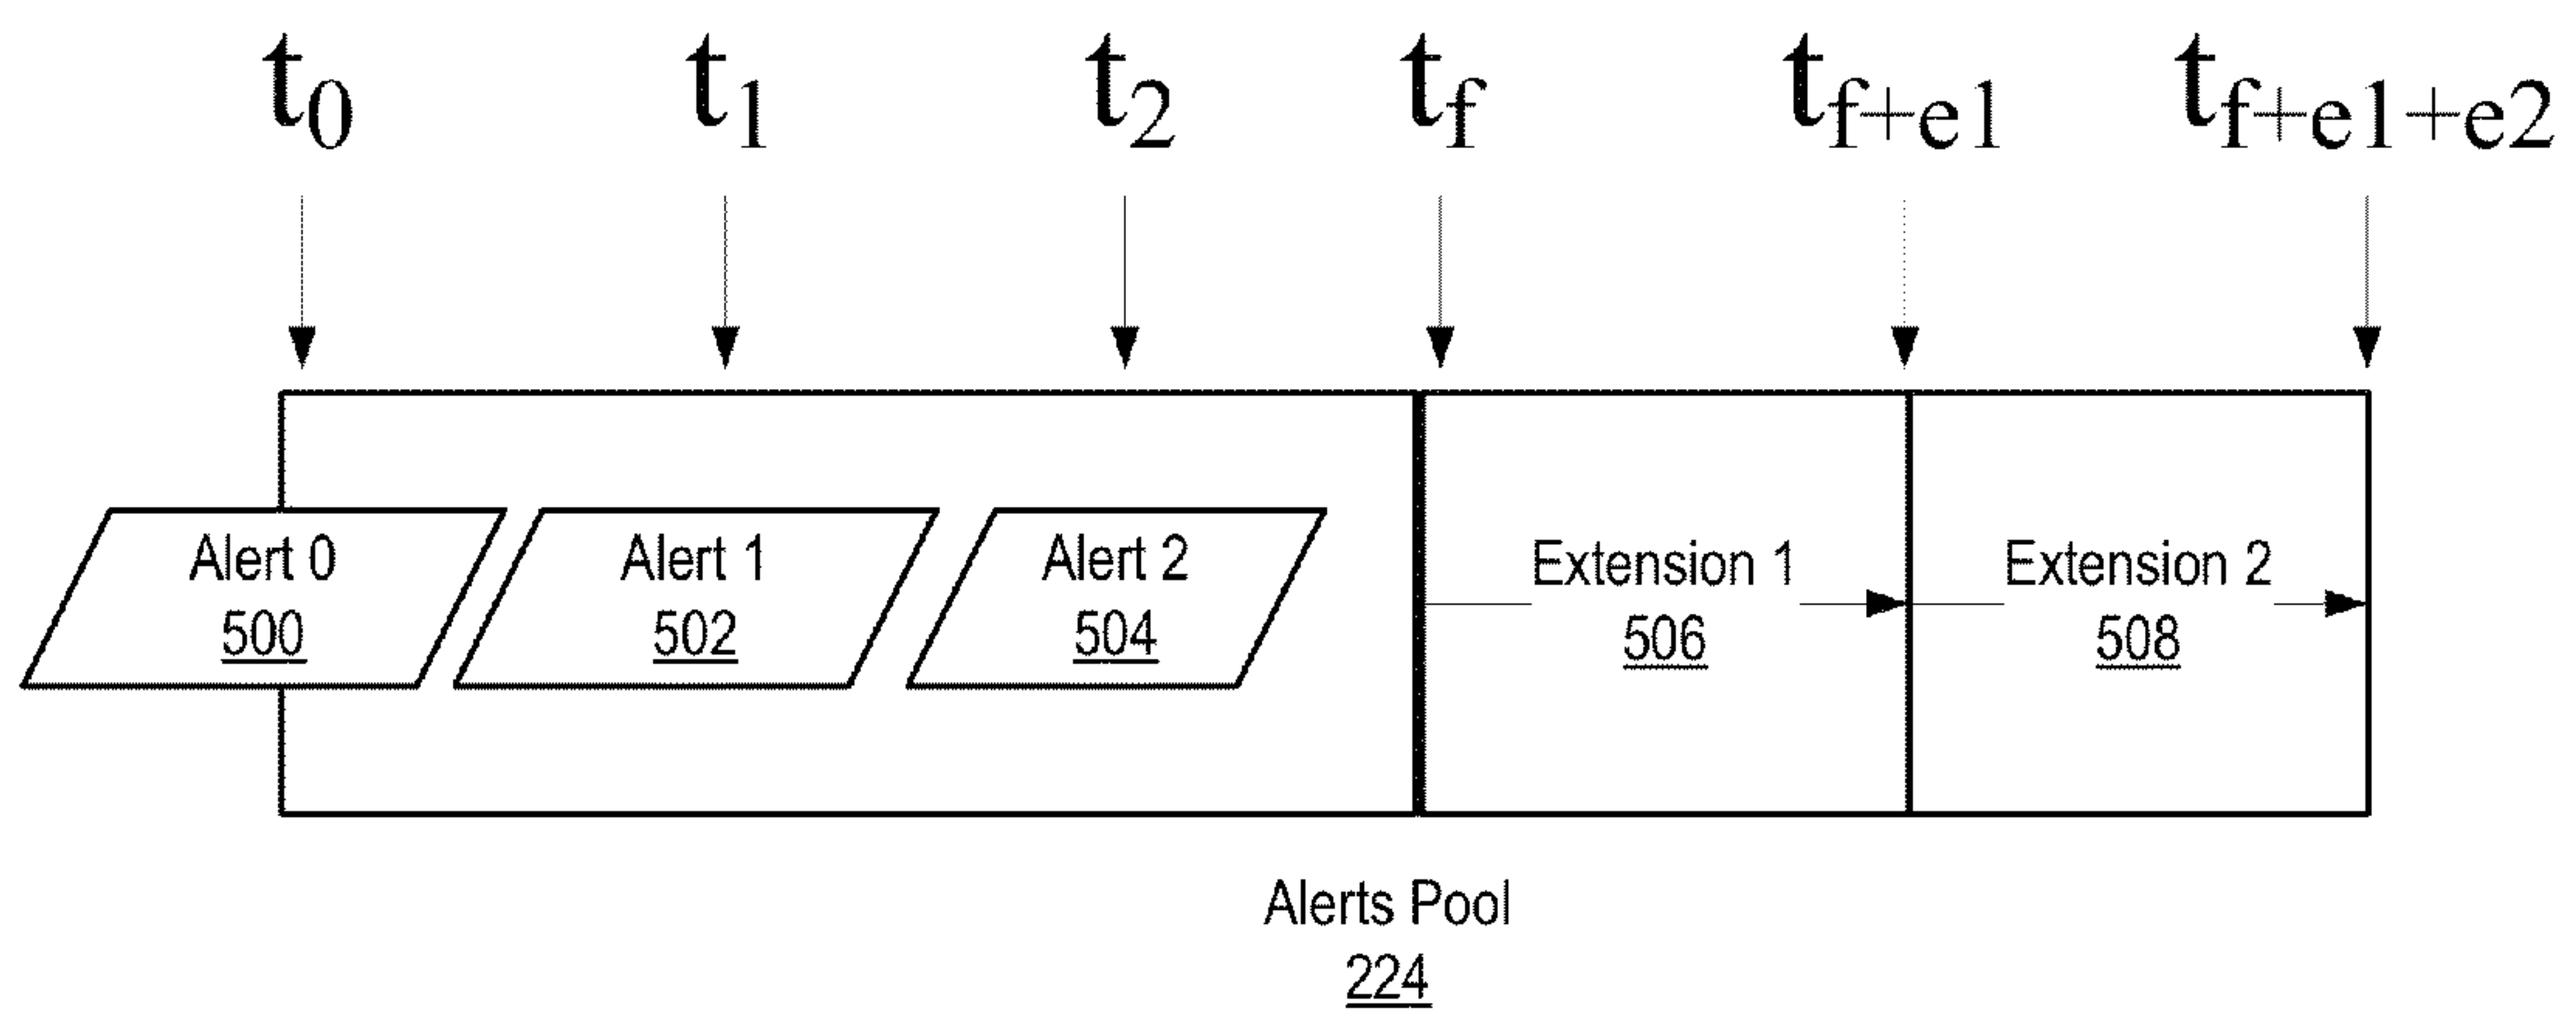 t0 t1 t2 tf tf+e1 tf+e1+e2
Alert 0
500
Alert 1
502
Alert 2
504
Extension 1
506
Extension 2
508
Alerts Pool
224